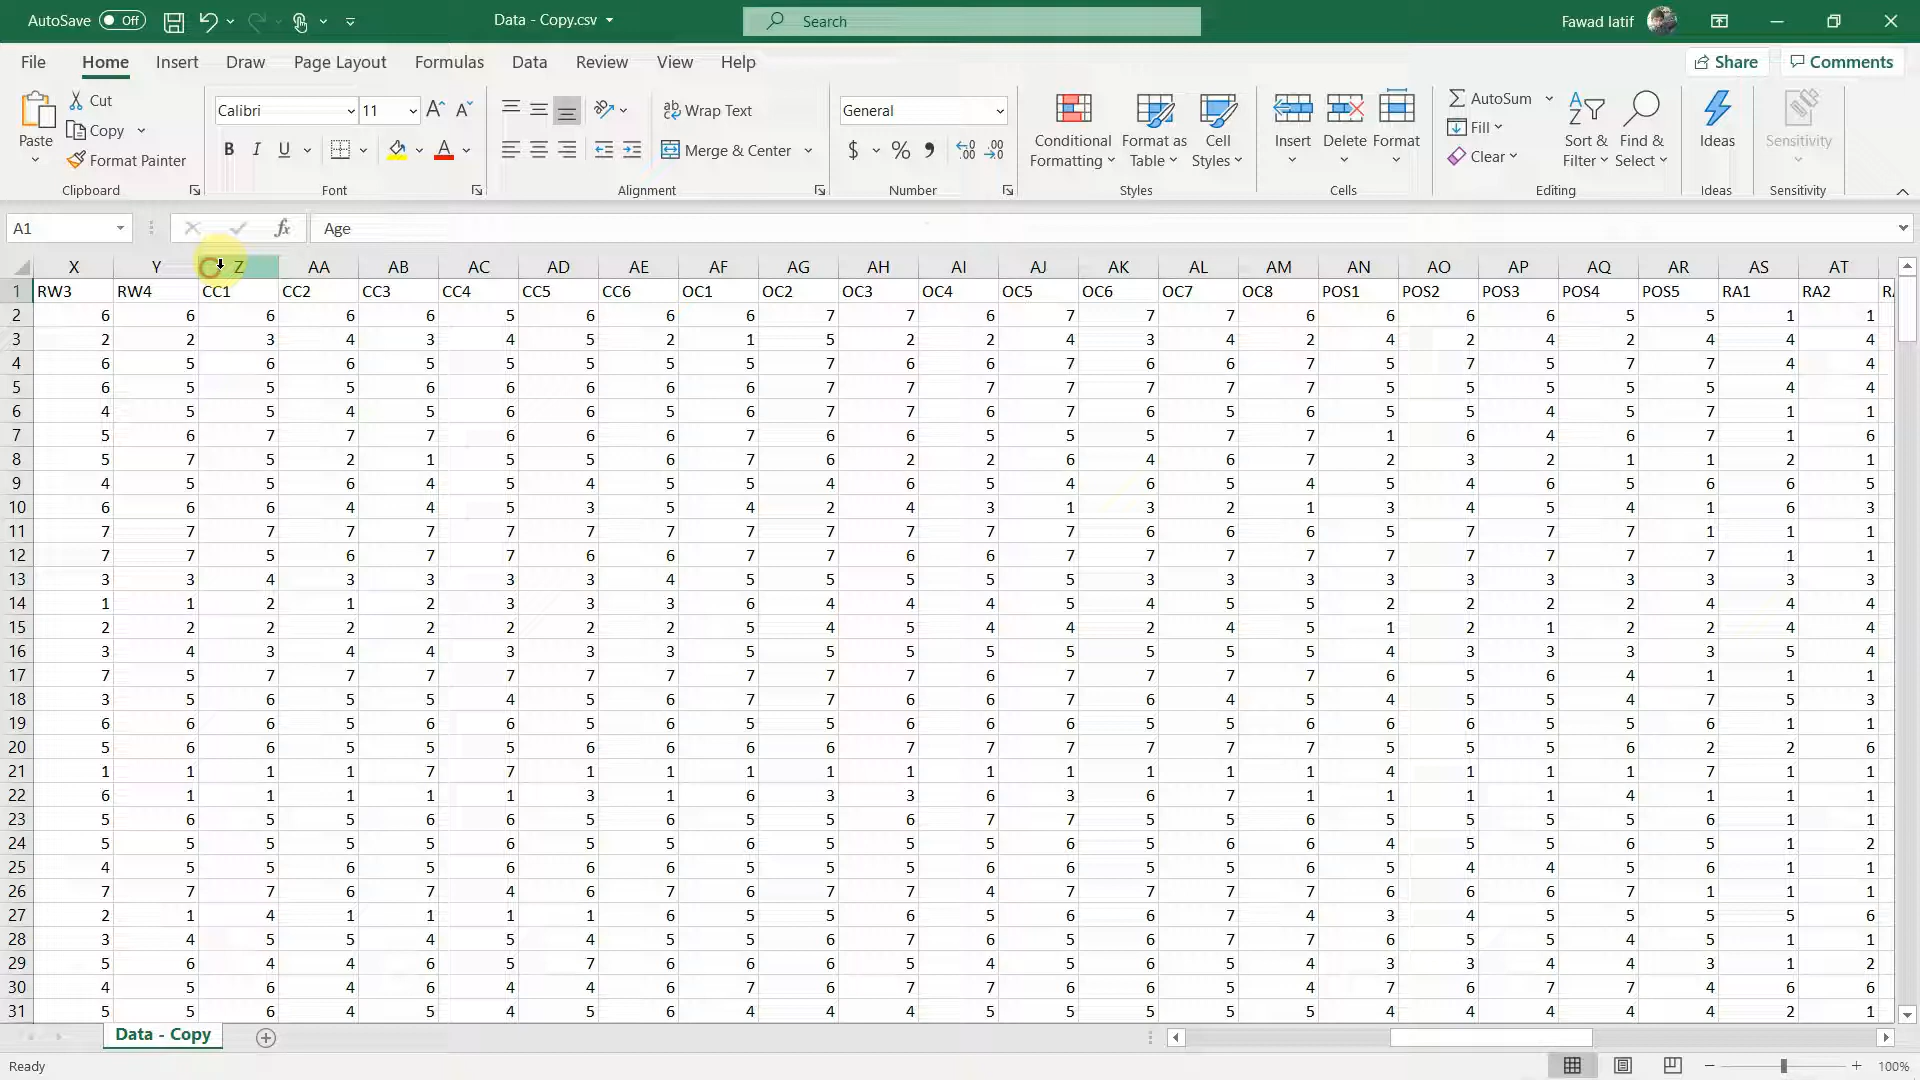 AutoSave Off Data - Copy.csv Search Fawad latif
File Home Insert Draw Page Layout Formulas Data Review View Help Share Comments
Paste Cut Copy Format Painter Clipboard
Calibri 11 B I U Font
Wrap Text Merge & Center Alignment
General $ % Number
Conditional Formatting Format as Table Cell Styles Styles
Insert Delete Format Cells
AutoSum Fill Clear Sort & Filter Find & Select Editing
Ideas Ideas
Sensitivity Sensitivity
A1 fx Age
X Y Z AA AB AC AD AE AF AG AH AI AJ AK AL AM AN AO AP AQ AR AS AT
1 RW3 RW4 CC1 CC2 CC3 CC4 CC5 CC6 OC1 OC2 OC3 OC4 OC5 OC6 OC7 OC8 POS1 POS2 POS3 POS4 POS5 RA1 RA2
2 6 6 6 6 6 5 6 6 6 7 7 6 7 7 7 6 6 6 6 5 5 1 1
3 2 2 3 4 3 4 5 2 1 5 2 2 4 3 4 2 4 2 4 2 4 4 4
4 6 5 6 6 5 5 5 5 5 7 6 6 7 6 6 7 5 7 5 7 7 4 4
5 6 5 5 5 6 6 6 6 6 7 7 7 7 7 7 7 5 5 5 5 5 4 4
6 4 5 5 4 5 6 6 5 6 7 7 6 7 6 5 6 5 5 4 5 7 1 1
7 5 6 7 7 7 6 6 6 7 6 6 5 5 5 7 7 1 6 4 6 7 1 6
8 5 7 5 2 1 5 5 6 7 6 2 2 6 4 6 7 2 3 2 1 1 2 1
9 4 5 5 6 4 5 4 5 5 4 6 5 4 6 5 4 5 4 6 5 6 6 5
10 6 6 6 4 4 5 3 5 4 2 4 3 1 3 2 1 3 4 5 4 1 6 3
11 7 7 7 7 7 7 7 7 7 7 7 7 7 6 6 6 5 7 7 7 1 1 1
12 7 7 5 6 7 7 6 6 7 7 6 6 7 7 7 7 7 7 7 7 7 1 1
13 3 3 4 3 3 3 3 4 5 5 5 5 5 3 3 3 3 3 3 3 3 3 3
14 1 1 2 1 2 3 3 3 6 4 4 4 5 4 5 5 2 2 2 2 4 4 4
15 2 2 2 2 2 2 2 2 5 4 5 4 4 2 4 5 1 2 1 2 2 4 4
16 3 4 3 4 4 3 3 3 5 5 5 5 5 5 5 5 4 3 3 3 3 5 4
17 7 5 7 7 7 7 7 7 7 7 7 6 7 7 7 7 6 5 6 4 1 1 1
18 3 5 6 5 5 4 5 6 7 7 6 6 7 6 4 5 4 5 5 4 7 5 3
19 6 6 6 5 6 6 5 6 5 5 6 6 6 5 5 6 6 6 5 5 6 1 1
20 5 6 6 5 5 5 6 6 6 6 7 7 7 7 7 7 5 5 5 6 2 2 6
21 1 1 1 1 7 7 1 1 1 1 1 1 1 1 1 1 4 1 1 1 7 1 1
22 6 1 1 1 1 1 3 1 6 3 3 6 3 6 7 1 1 1 1 4 1 1 1
23 5 6 5 5 6 6 5 5 5 5 6 7 7 5 5 6 5 5 5 5 6 1 1
24 5 5 5 5 5 6 5 5 6 5 5 5 6 5 6 6 4 5 5 6 5 1 2
25 4 5 5 6 5 6 6 6 5 5 5 6 6 5 5 6 5 4 4 5 6 1 1
26 7 7 7 6 7 4 6 7 6 7 7 4 7 7 7 7 6 6 6 7 1 1 1
27 2 1 4 1 1 1 1 6 5 5 6 5 6 6 7 4 3 4 5 5 5 5 6
28 3 4 5 5 4 5 4 5 5 6 7 6 5 6 7 7 6 5 5 4 5 1 1
29 5 6 4 4 6 5 7 6 6 6 5 4 5 6 5 4 3 3 4 4 3 1 2
30 4 5 6 4 6 4 4 6 7 6 7 7 6 6 5 4 7 6 7 7 4 6 6
31 5 5 6 4 5 4 5 6 4 4 4 5 5 5 5 5 4 4 4 4 4 2 1
Data - Copy
Ready 100%